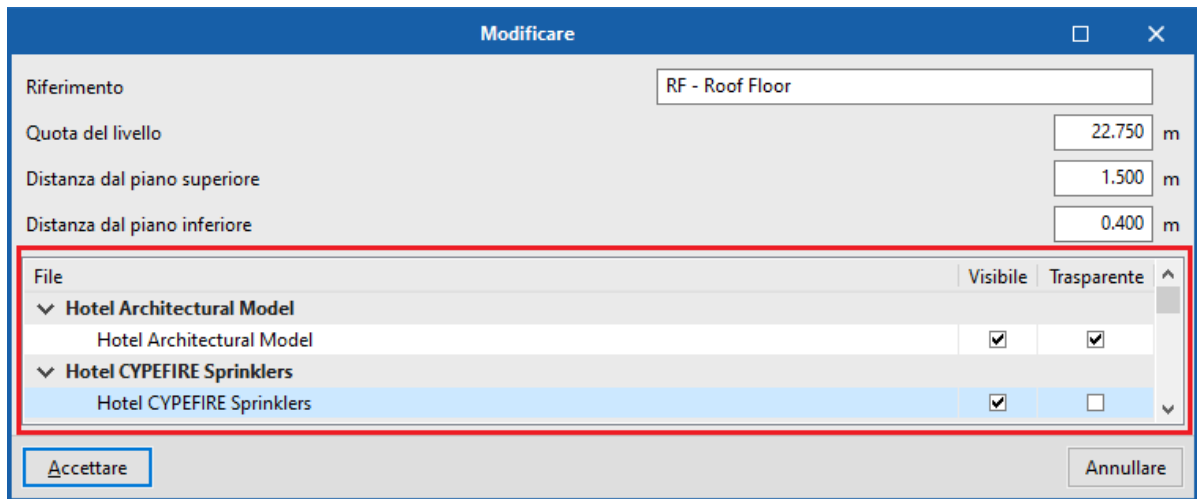 Modificare
Riferimento RF - Roof Floor
Quota del livello 22.750 m
Distanza dal piano superiore 1.500 m
Distanza dal piano inferiore 0.400 m
File Visibile Trasparente
Hotel Architectural Model
Hotel Architectural Model
Hotel CYPEFIRE Sprinklers
Hotel CYPEFIRE Sprinklers
Accettare Annullare